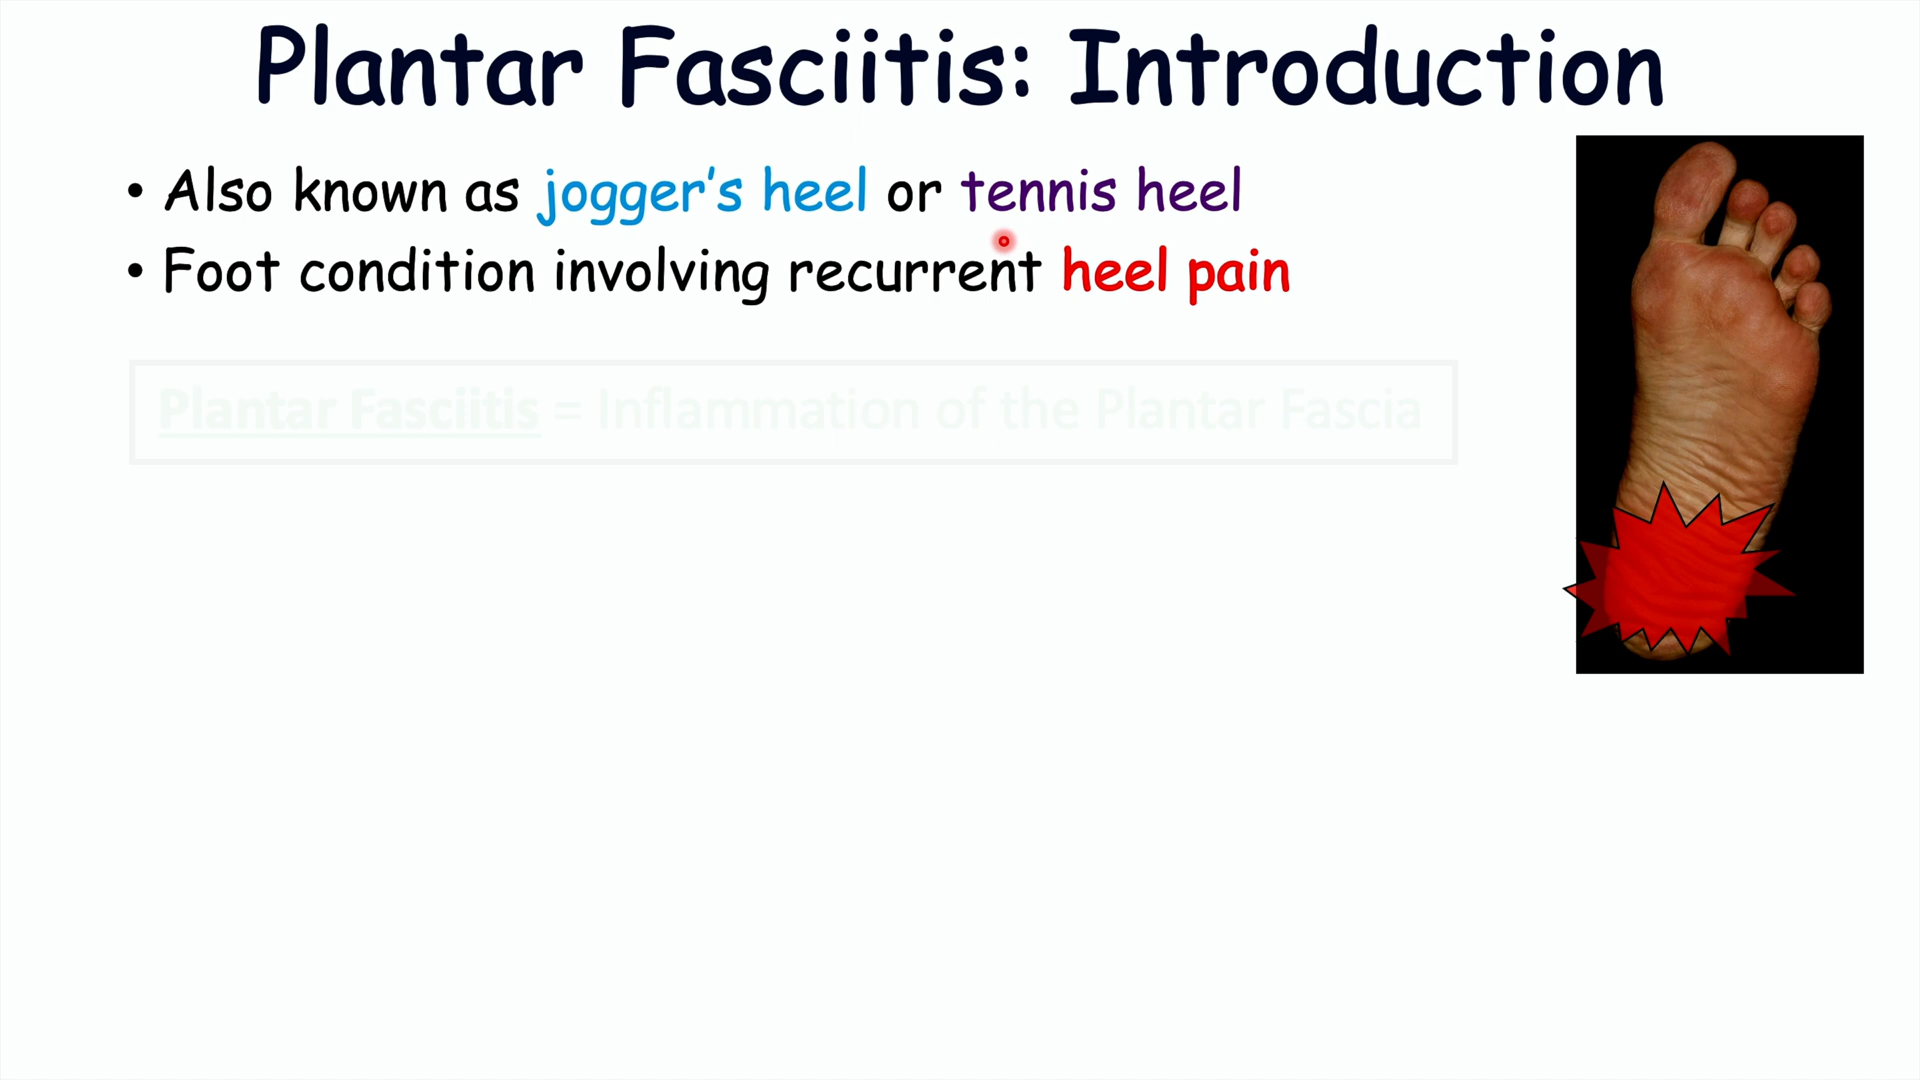 Plantar Fasciitis: Introduction
• Also known as jogger's heel or tennis heel
• Foot condition involving recurrent heel pain
Plantar Fasciitis = Inflammation of the Plantar Fascia